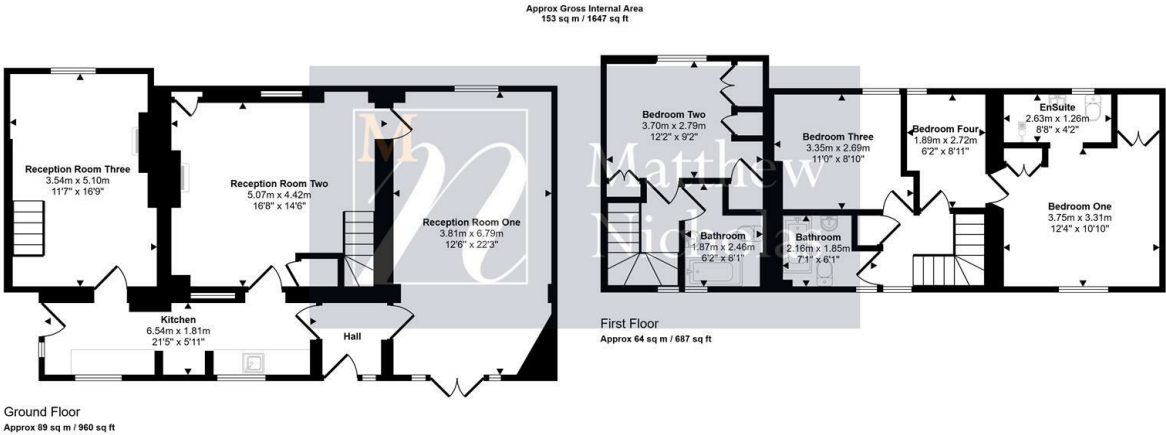 Approx Gross Internal Area
153 sq m / 1647 sq ft
Reception Room Three
3.54m x 5.10m
11'7" x 16'9"
Reception Room Two
5.07m x 4.42m
16'8" x 14'6"
Reception Room One
3.81m x 6.79m
12'6" x 22'3"
Kitchen
6.54m x 1.81m
21'5" x 5'11"
Hall
Ground Floor
Approx 89 sq m / 960 sq ft
Bedroom Two
3.70m x 2.79m
12'2" x 9'2"
Bedroom Three
3.35m x 2.69m
11'0" x 8'10"
Bedroom Four
1.89m x 2.72m
6'2" x 8'11"
EnSuite
2.63m x 1.26m
8'8" x 4'2"
Bedroom One
3.75m x 3.31m
12'4" x 10'10"
Bathroom
1.87m x 2.46m
6'2" x 8'1"
Bathroom
2.16m x 1.85m
7'1" x 6'1"
First Floor
Approx 64 sq m / 687 sq ft
M
n
Matthew
Nicholas